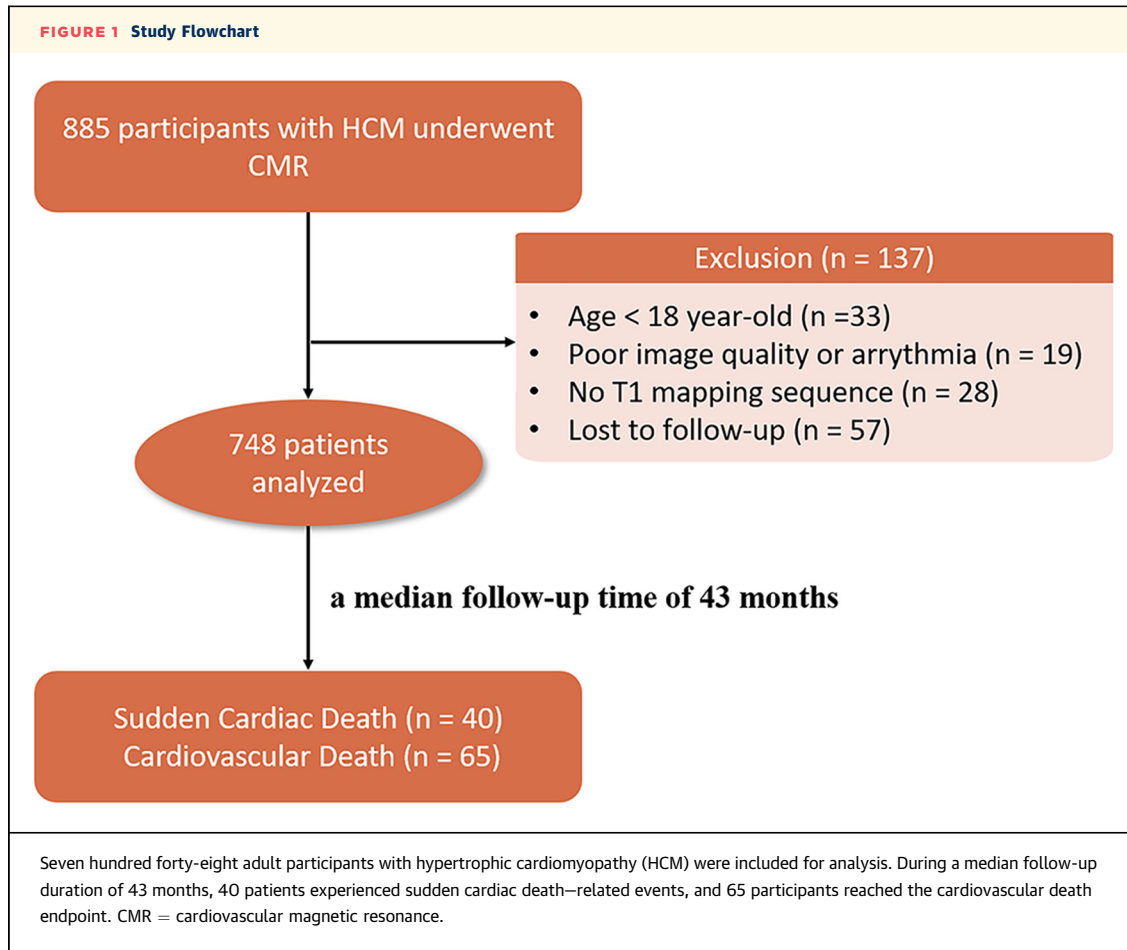 FIGURE 1 Study Flowchart
885 participants with HCM underwent
CMR
Exclusion (n = 137)
• Age < 18 year-old (n =33)
• Poor image quality or arrythmia (n = 19)
• No T1 mapping sequence (n = 28)
• Lost to follow-up (n = 57)
748 patients
analyzed
a median follow-up time of 43 months
Sudden Cardiac Death (n = 40)
Cardiovascular Death (n = 65)
Seven hundred forty-eight adult participants with hypertrophic cardiomyopathy (HCM) were included for analysis. During a median follow-up
duration of 43 months, 40 patients experienced sudden cardiac death–related events, and 65 participants reached the cardiovascular death
endpoint. CMR = cardiovascular magnetic resonance.